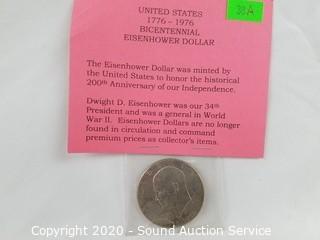 UNITED STATES
1776 - 1976
BICENTENNIAL
EISENHOWER DOLLAR
33A
The Eisenhower Dollar was minted by
the United States to honor the historical
200th Anniversary of our Independence.
Dwight D. Eisenhower was our 34th
President and was a general in World
War II. Eisenhower Dollars are no longer
found in circulation and command
premium prices as collector's items.
Copyright 2020 - Sound Auction Service